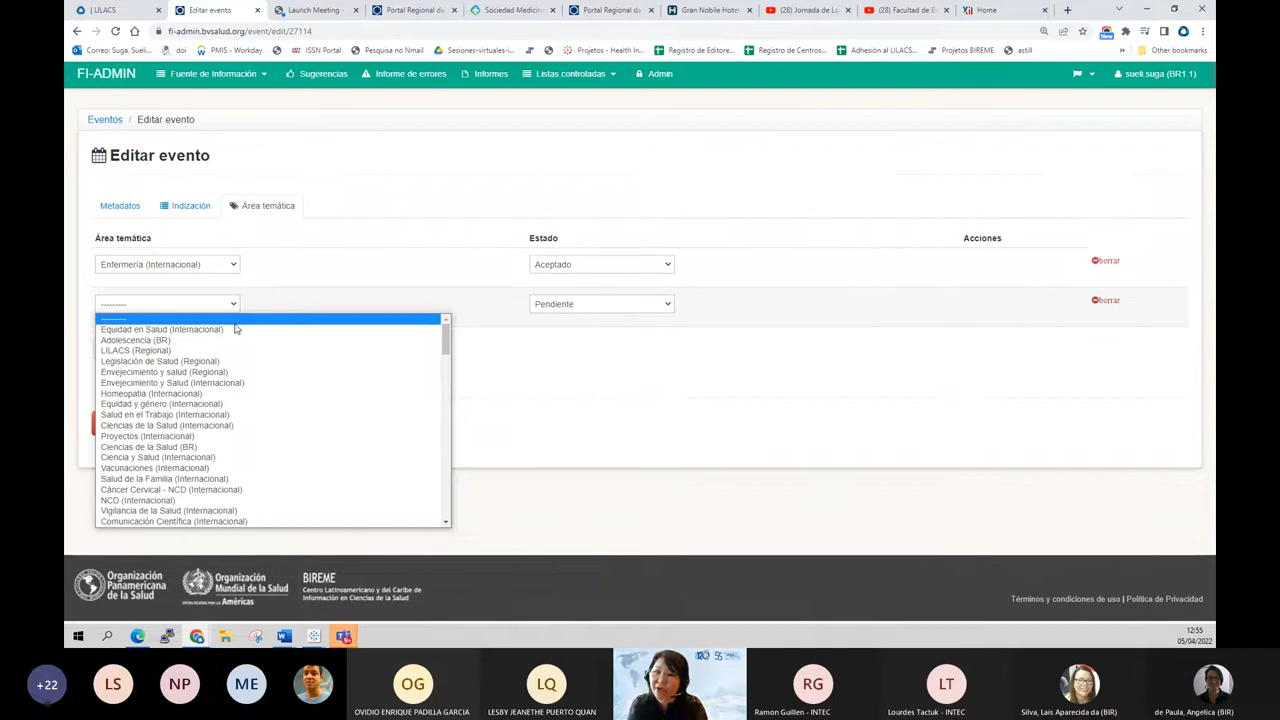 LILACS
Editar evento
Launch Meeting -
Portal Regional de
Sociedad Medicin
Portal Regional de
Gran Nobile Hotel
(28) Jornada de La
(28) Facultad de E
Home
fi-admin.bvsalud.org/event/edit/27114
Correo: Suga, Sueli...
doi
PMIS - Workday
ISSN Portal
Pesquisa no Nmail
Sesiones-virtuales-i...
Projetos - Health In...
Registro de Editore...
Registro de Centros...
Adhesión al LILACS...
Projetos BIREME
astill
»
Other bookmarks
FI-ADMIN
Fuente de Información
Sugerencias
Informe de errores
Informes
Listas controladas
Admin
sueli.suga (BR1.1)
Eventos / Editar evento
Editar evento
Metadatos
Indización
Área temática
Área temática
Estado
Acciones
Enfermería (Internacional)
Aceptado
borrar
---------
Pendiente
borrar
---------
Equidad en Salud (Internacional)
Adolescencia (BR)
LILACS (Regional)
Legislación de Salud (Regional)
Envejecimiento y salud (Regional)
Envejecimiento y Salud (Internacional)
Homeopatia (Internacional)
Equidad y género (Internacional)
Salud en el Trabajo (Internacional)
Ciencias de la Salud (Internacional)
Proyectos (Internacional)
Ciencias de la Salud (BR)
Ciencia y Salud (Internacional)
Vacunaciones (Internacional)
Salud de la Familia (Internacional)
Cáncer Cervical - NCD (Internacional)
NCD (Internacional)
Vigilancia de la Salud (Internacional)
Comunicación Científica (Internacional)
Organización
Panamericana
de la Salud
Organización
Mundial de la Salud
Américas
BIREME
Centro Latinoamericano y del Caribe de
Información en Ciencias de la Salud
Términos y condiciones de uso | Política de Privacidad
12:55
05/04/2022
+22
LS
NP
ME
OG
OVIDIO ENRIQUE PADILLA GARCIA
LQ
LESBY JEANETHE PUERTO QUAN
RG
Ramon Guillen - INTEC
LT
Lourdes Tactuk - INTEC
Silva, Lais Aparecida da (BIR)
de Paula, Angelica (BIR)